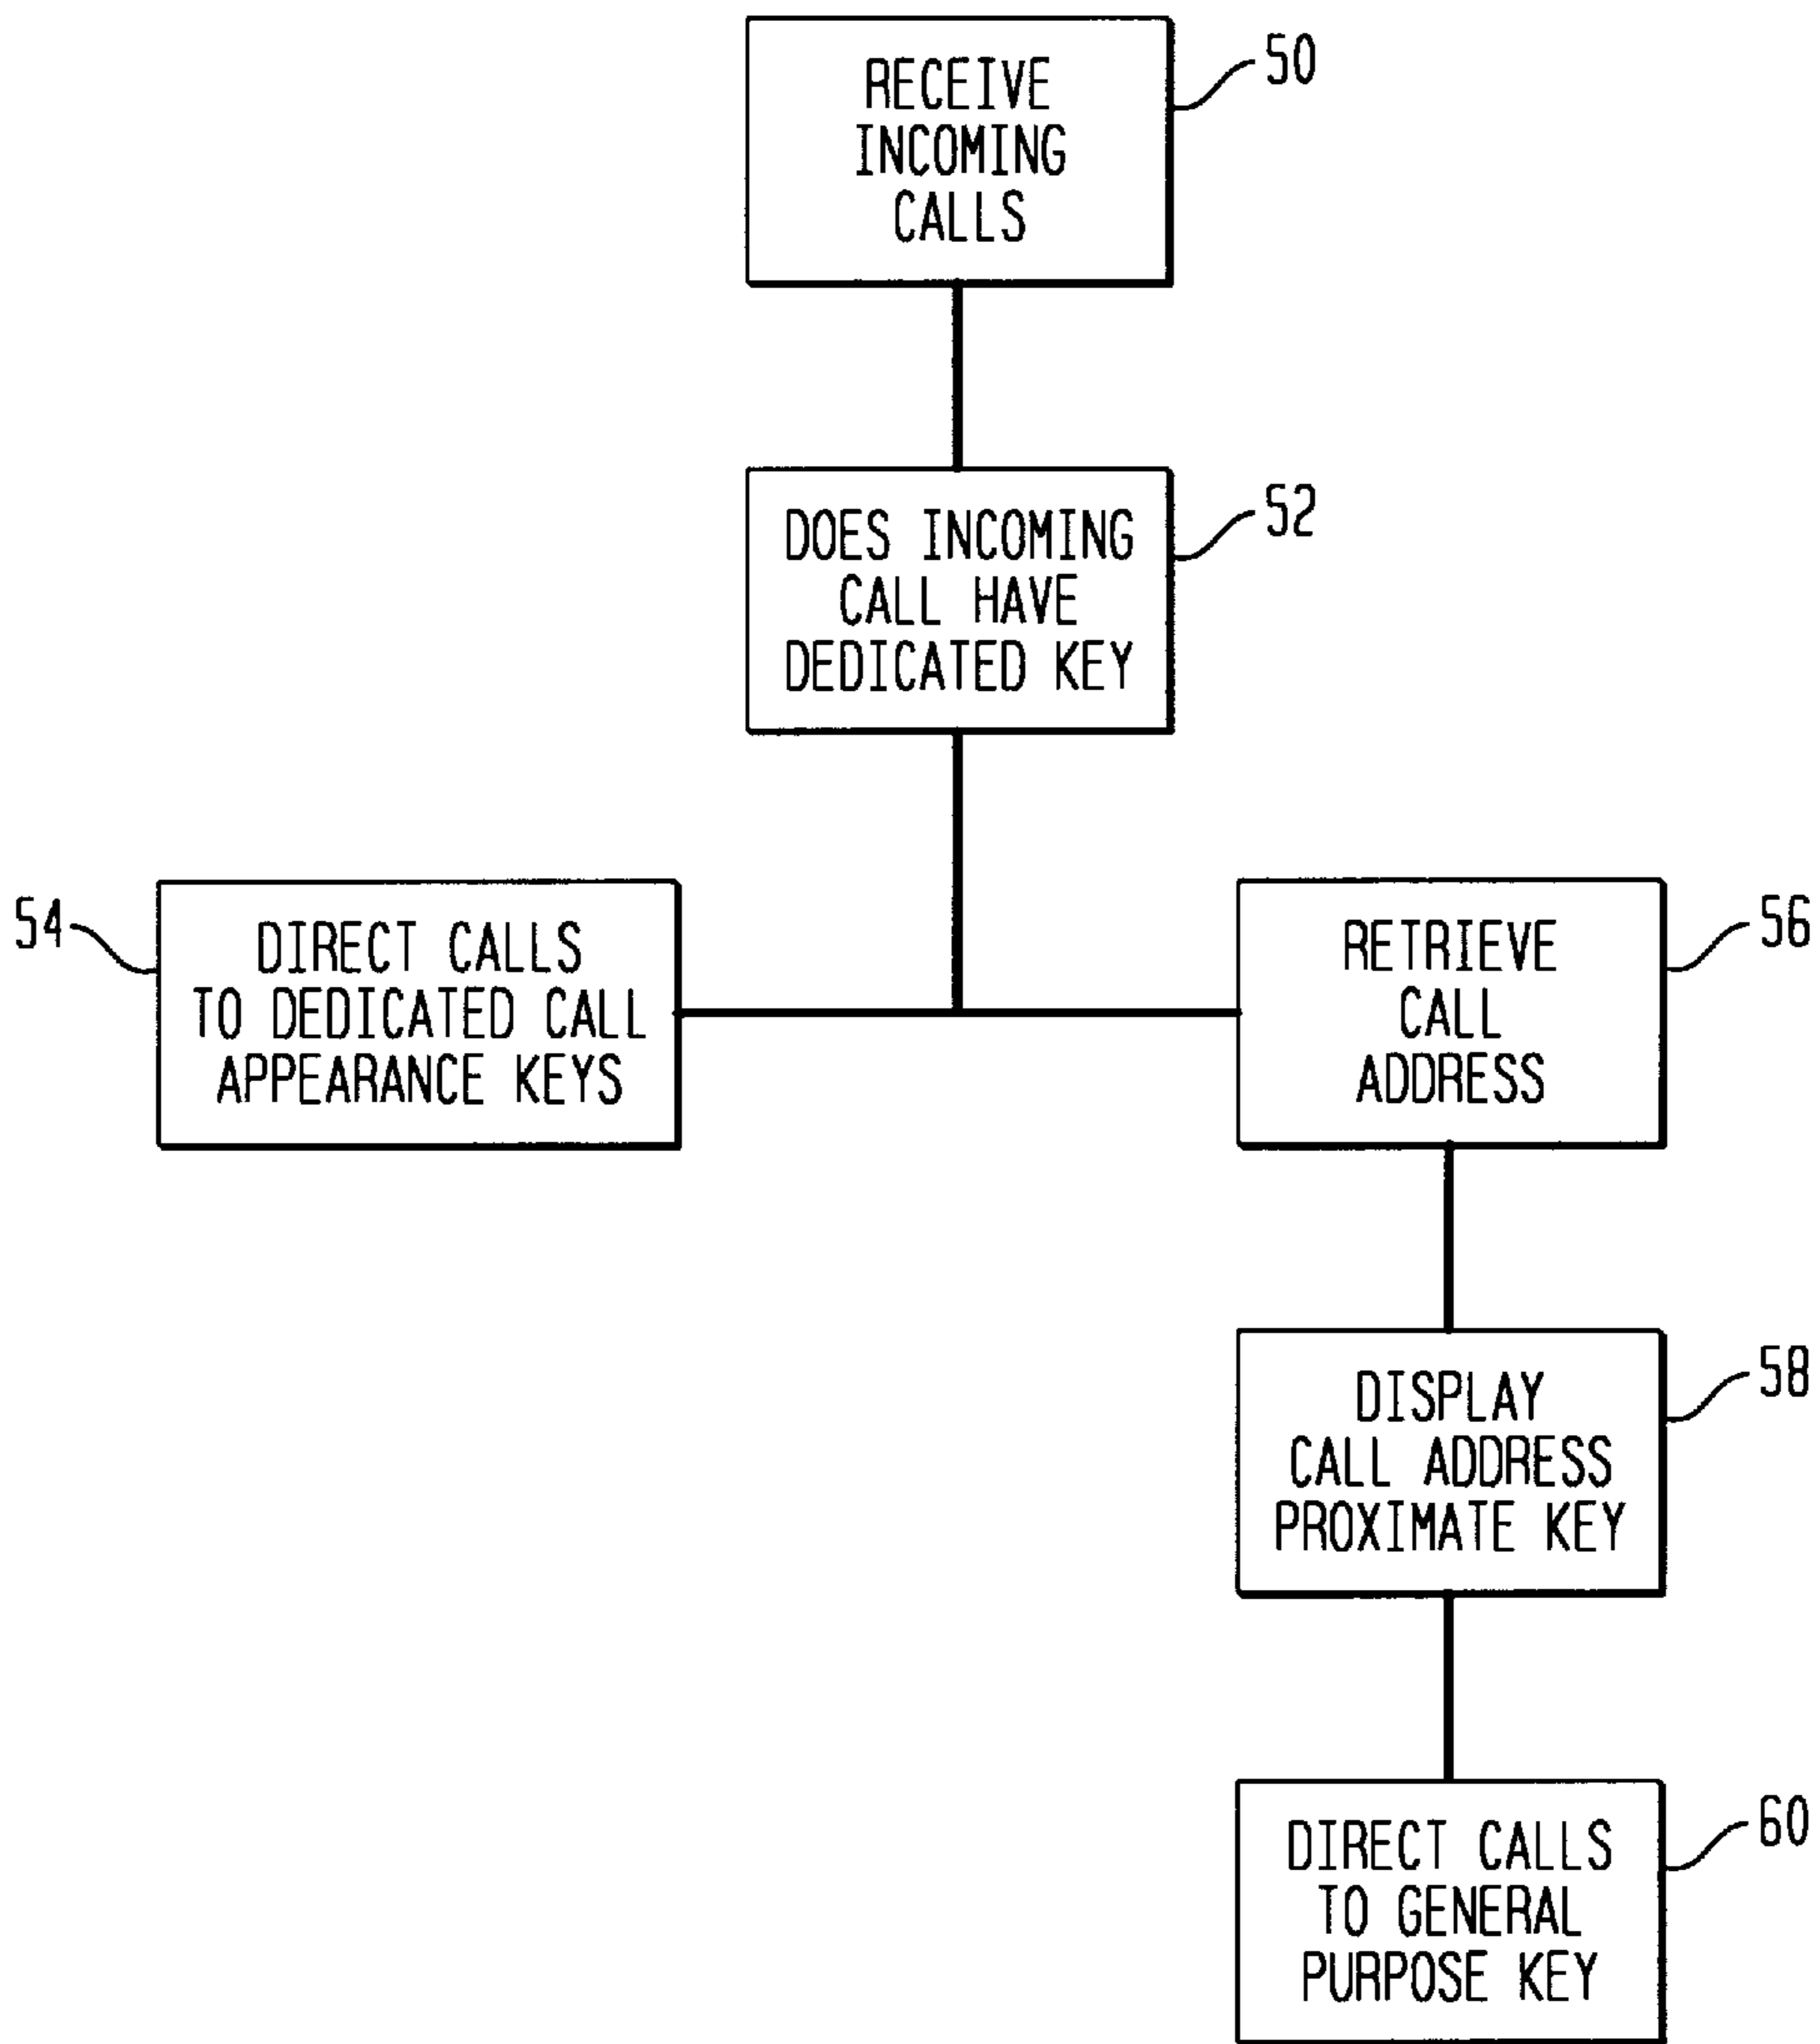 RECEIVE
INCOMING
CALLS
50
DOES INCOMING
CALL HAVE
DEDICATED KEY
52
54
DIRECT CALLS
TO DEDICATED CALL
APPEARANCE KEYS
RETRIEVE
CALL
ADDRESS
56
DISPLAY
CALL ADDRESS
PROXIMATE KEY
58
DIRECT CALLS
TO GENERAL
PURPOSE KEY
60